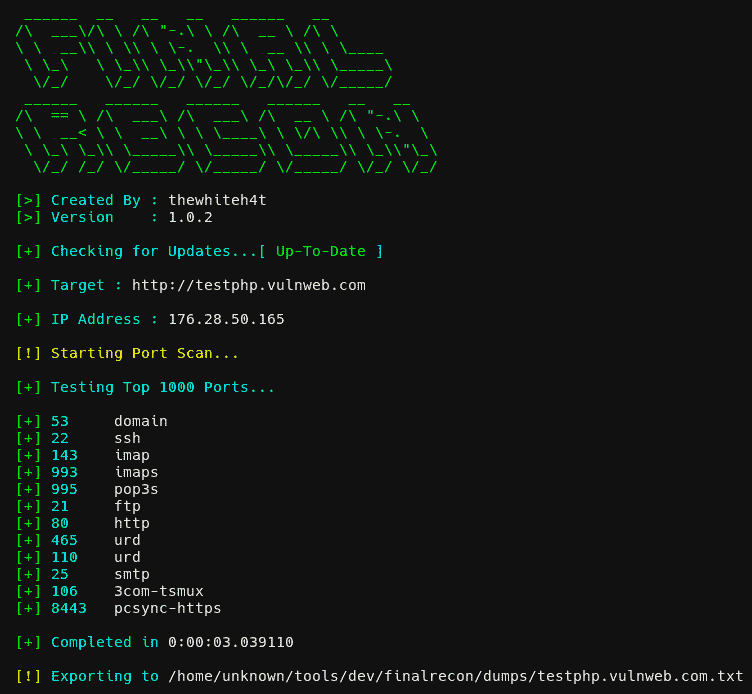 FINAL
RECON
[>] Created By : thewhiteh4t
[>] Version    : 1.0.2
[+] Checking for Updates...[ Up-To-Date ]
[+] Target : http://testphp.vulnweb.com
[+] IP Address : 176.28.50.165
[!] Starting Port Scan...
[+] Testing Top 1000 Ports...
[+] 53     domain
[+] 22     ssh
[+] 143    imap
[+] 993    imaps
[+] 995    pop3s
[+] 21     ftp
[+] 80     http
[+] 465    urd
[+] 110    urd
[+] 25     smtp
[+] 106    3com-tsmux
[+] 8443   pcsync-https
[+] Completed in 0:00:03.039110
[!] Exporting to /home/unknown/tools/dev/finalrecon/dumps/testphp.vulnweb.com.txt